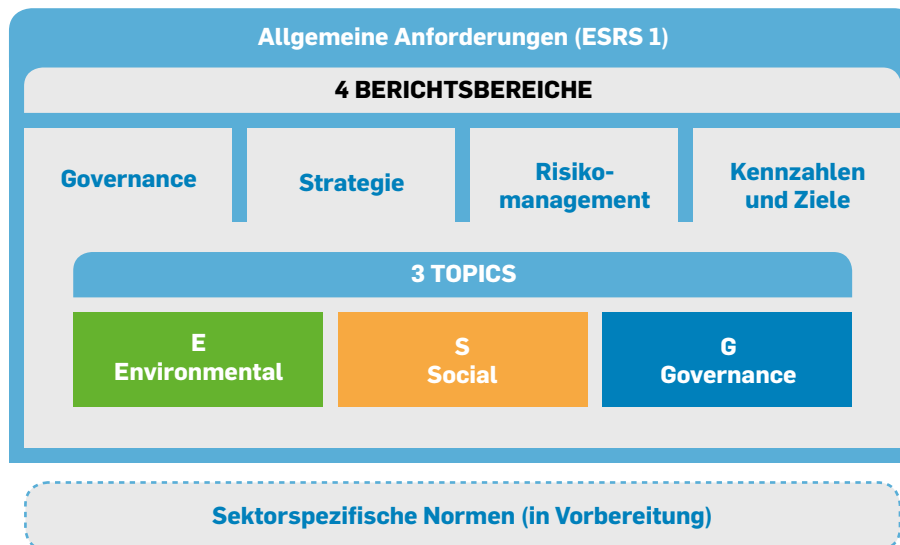 Allgemeine Anforderungen (ESRS 1)
4 BERICHTSBEREICHE
Governance
Strategie
Risiko-
management
Kennzahlen
und Ziele
3 TOPICS
E
Environmental
S
Social
G
Governance
Sektorspezifische Normen (in Vorbereitung)